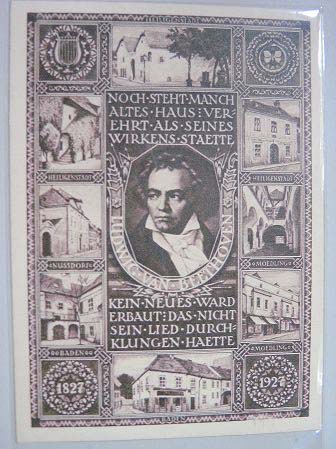 HEILIGENSTADT
NOCH·STEHT·MANCH
ALTES·HAUS:VER-
EHRT·ALS·SEINES
WIRKENS·STAETTE
HEILIGENSTADT
LUDWIG·VAN·BEETHOVEN
NUSSDORF
MOEDLING
KEIN·NEUES·WARD
ERBAUT:DAS·NICHT
SEIN·LIED·DURCH-
KLUNGEN·HAETTE
BADEN
MOEDLING
1827
1927
BADEN